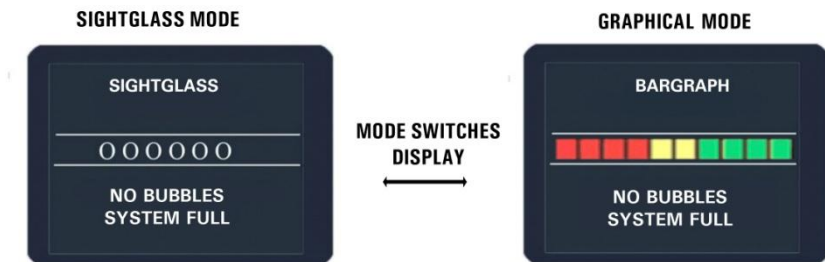 SIGHTGLASS MODE
SIGHTGLASS
OOOOOO
NO BUBBLES
SYSTEM FULL
MODE SWITCHES
DISPLAY
GRAPHICAL MODE
BARGRAPH
NO BUBBLES
SYSTEM FULL